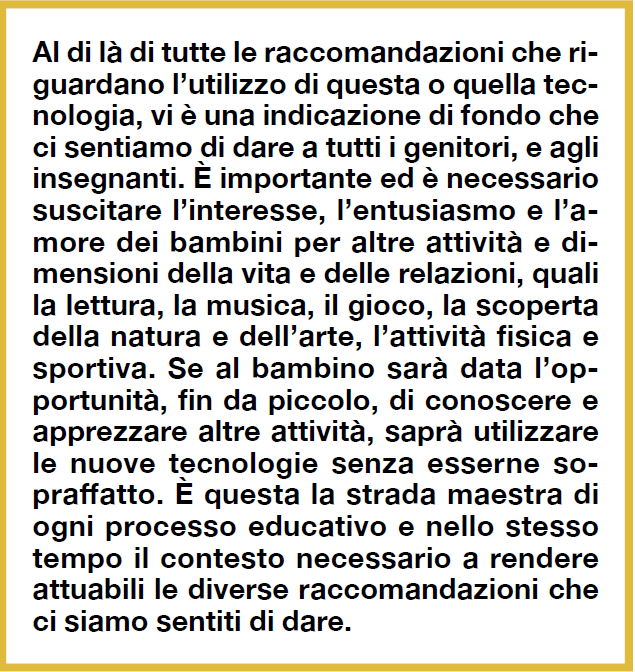 Al di là di tutte le raccomandazioni che ri-
guardano l’utilizzo di questa o quella tec-
nologia, vi è una indicazione di fondo che
ci sentiamo di dare a tutti i genitori, e agli
insegnanti. È importante ed è necessario
suscitare l’interesse, l’entusiasmo e l’a-
more dei bambini per altre attività e di-
mensioni della vita e delle relazioni, quali
la lettura, la musica, il gioco, la scoperta
della natura e dell’arte, l’attività fisica e
sportiva. Se al bambino sarà data l’op-
portunità, fin da piccolo, di conoscere e
apprezzare altre attività, saprà utilizzare
le nuove tecnologie senza esserne so-
praffatto. È questa la strada maestra di
ogni processo educativo e nello stesso
tempo il contesto necessario a rendere
attuabili le diverse raccomandazioni che
ci siamo sentiti di dare.